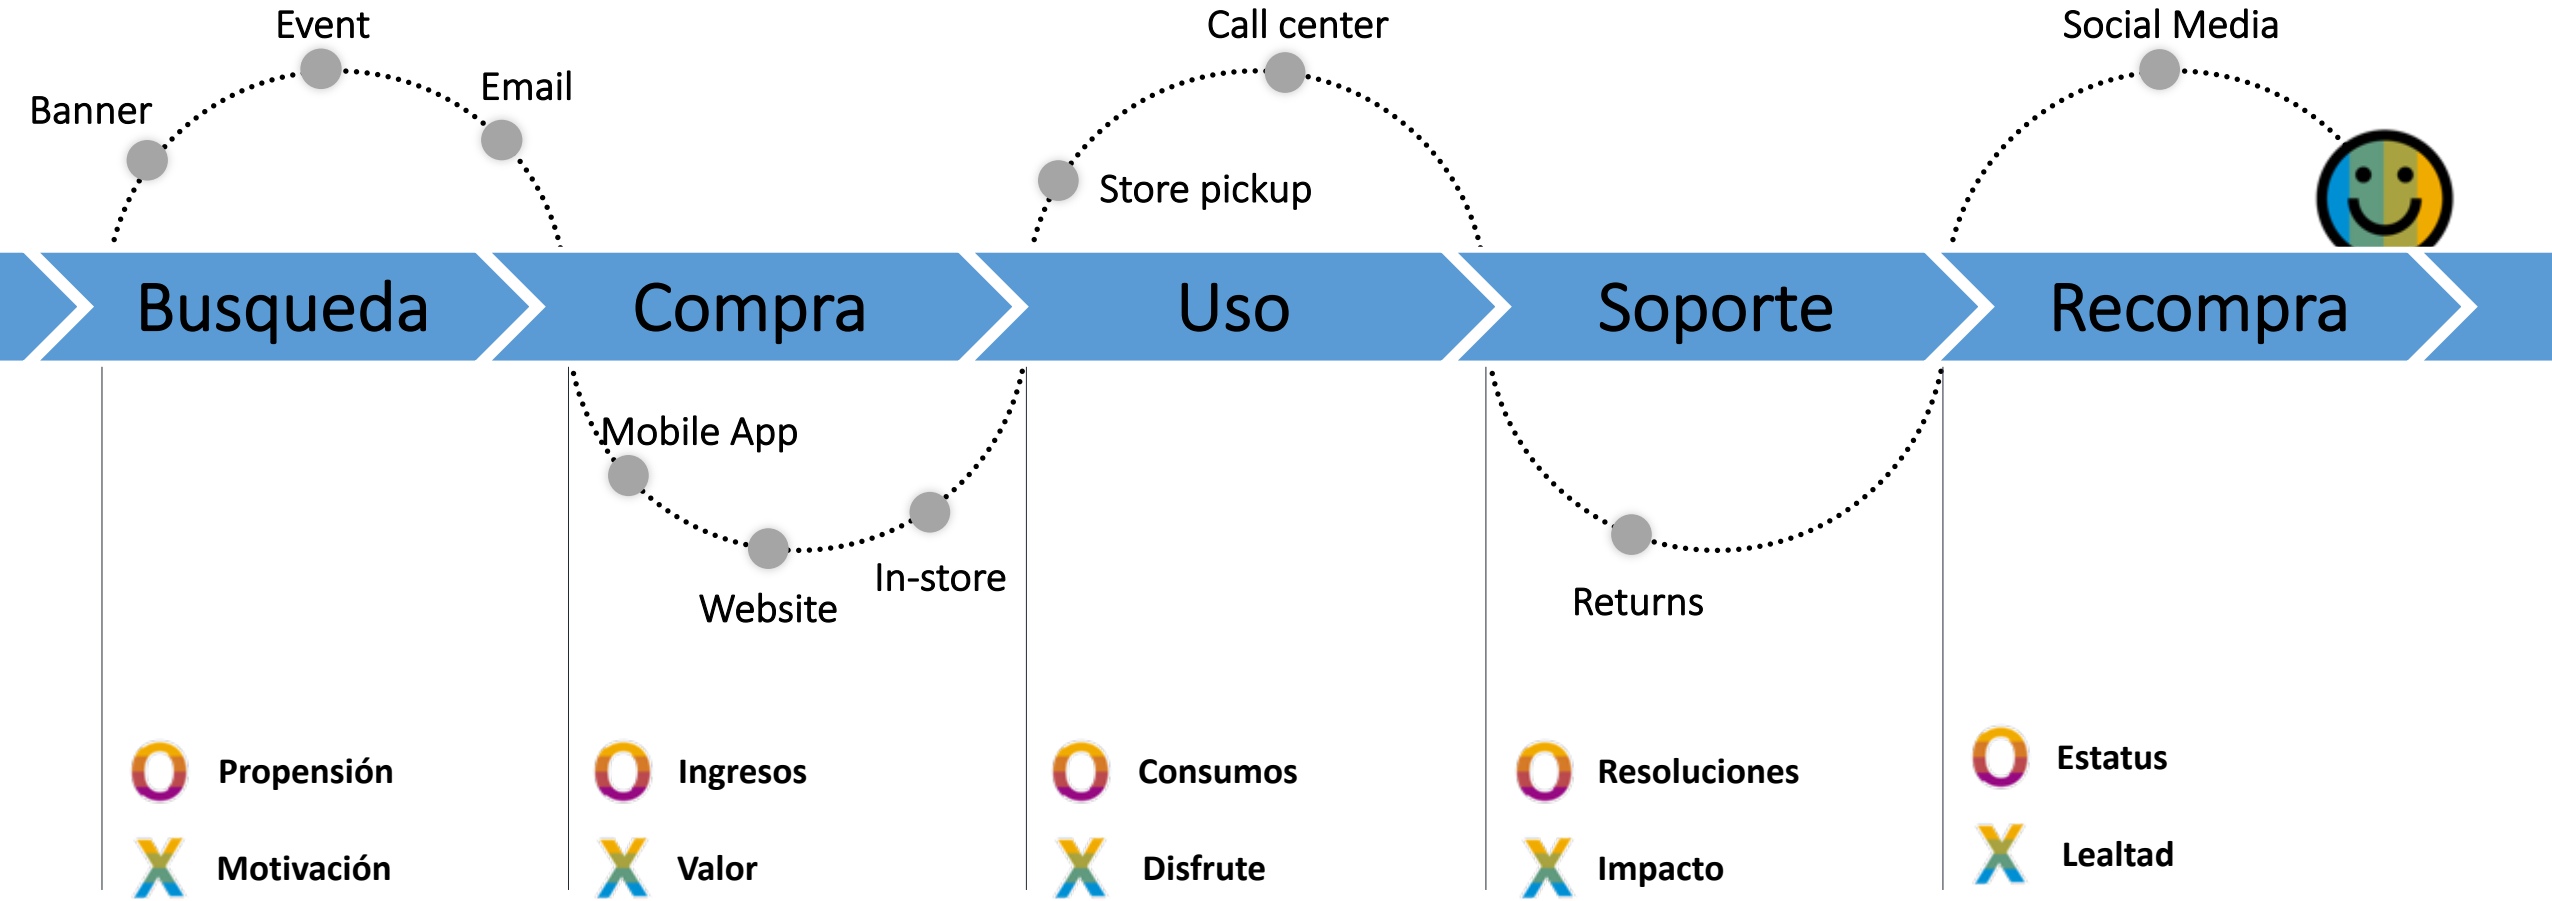 Event
Call center
Social Media
Email
Banner
Store pickup
Busqueda
Compra
Uso
Soporte
Recompra
Mobile App
In-store
Website
Returns
O Propensión
O Ingresos
O Consumos
O Resoluciones
O Estatus
X Motivación
X Valor
X Disfrute
X Impacto
X Lealtad